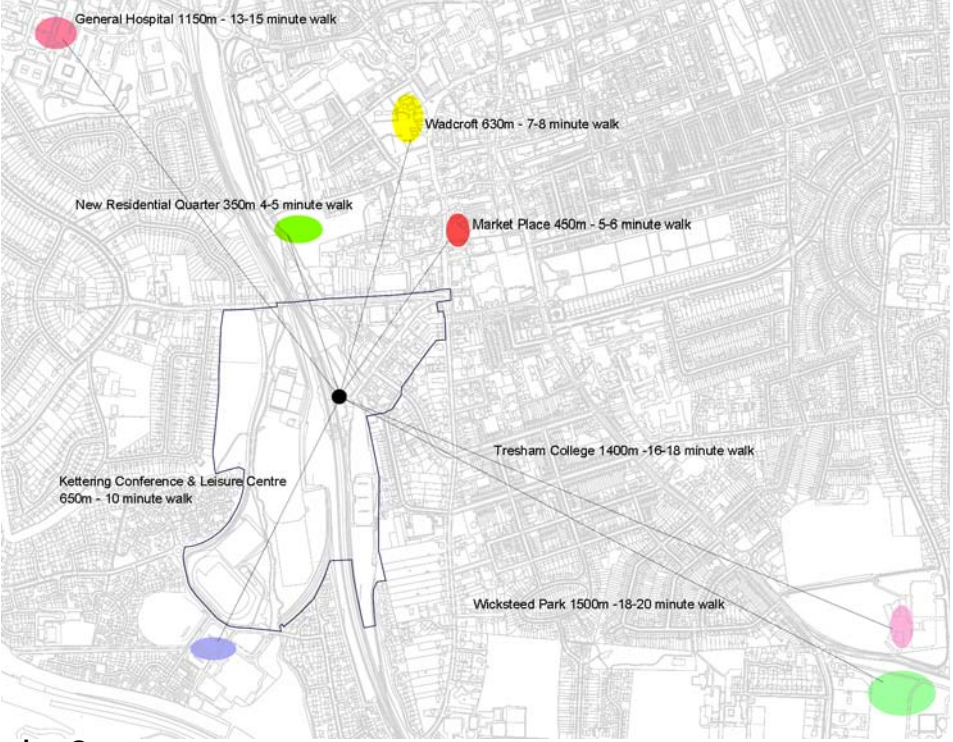 General Hospital 1150m - 13-15 minute walk
Wadcroft 630m - 7-8 minute walk
New Residential Quarter 350m 4-5 minute walk
Market Place 450m - 5-6 minute walk
Tresham College 1400m -16-18 minute walk
Kettering Conference & Leisure Centre
650m - 10 minute walk
Wicksteed Park 1500m -18-20 minute walk